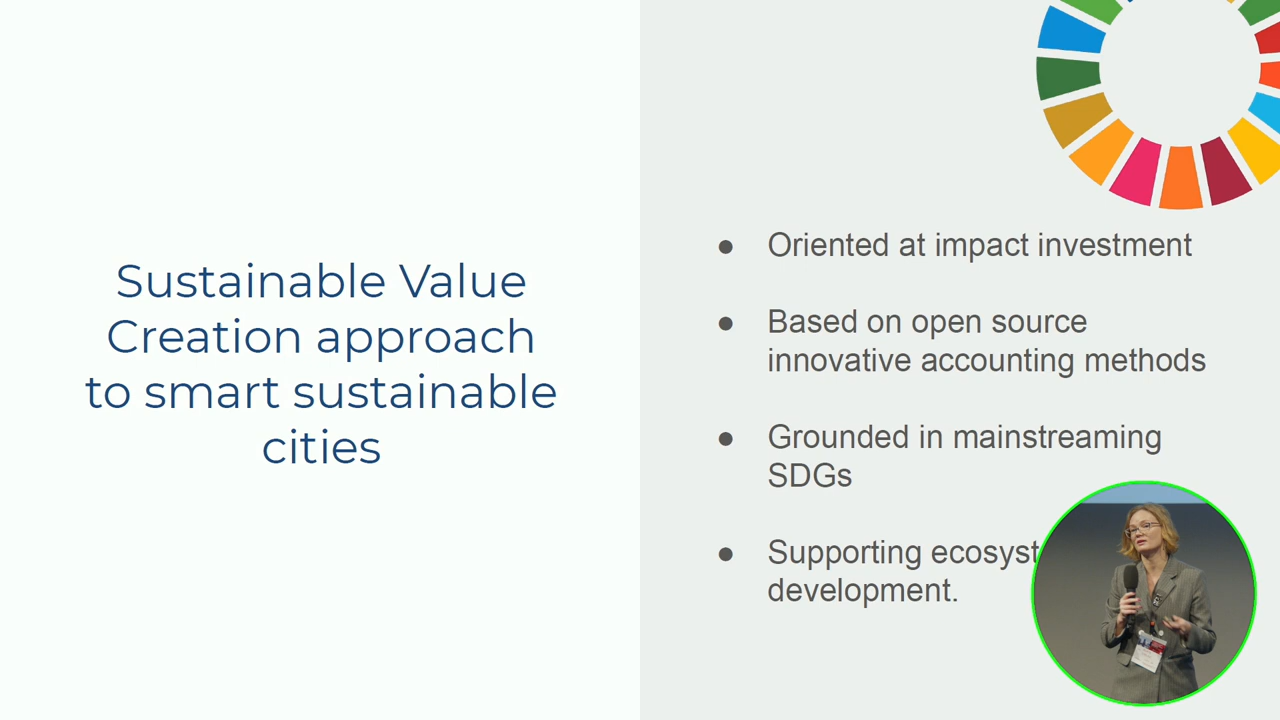 Sustainable Value
Creation approach
to smart sustainable
cities
● Oriented at impact investment
● Based on open source
innovative accounting methods
● Grounded in mainstreaming
SDGs
● Supporting
development.